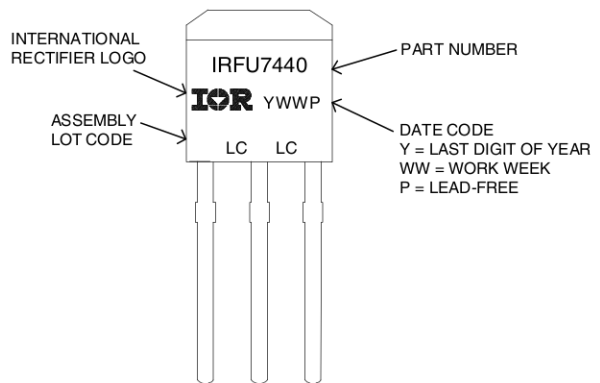 INTERNATIONAL
RECTIFIER LOGO
ASSEMBLY
LOT CODE
IRFU7440
IOR YWWP
LC LC
PART NUMBER
DATE CODE
Y = LAST DIGIT OF YEAR
WW = WORK WEEK
P = LEAD-FREE